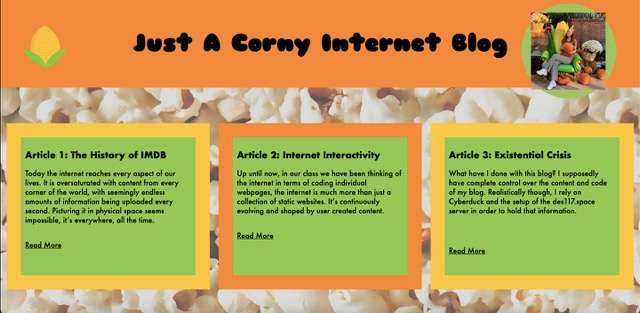 Just A Corny Internet Blog
Article 1: The History of IMDB
Today the internet reaches every aspect of our
lives. It is oversaturated with content from every
corner of the world, with seemingly endless
amounts of information being uploaded every
second. Picturing it in physical space seems
impossible, it's everywhere, all the time.
Read More
Article 2: Internet Interactivity
Up until now, in our class we have been thinking of
the internet in terms of coding individual
webpages, the internet is much more than just a
collection of static websites. It's continuously
evolving and shaped by user created content.
Read More
Article 3: Existential Crisis
What have I done with this blog? I supposedly
have complete control over the content and code
of my blog. Realistically though, I rely on
Cyberduck and the setup of the des117.space
server in order to hold that information.
Read More